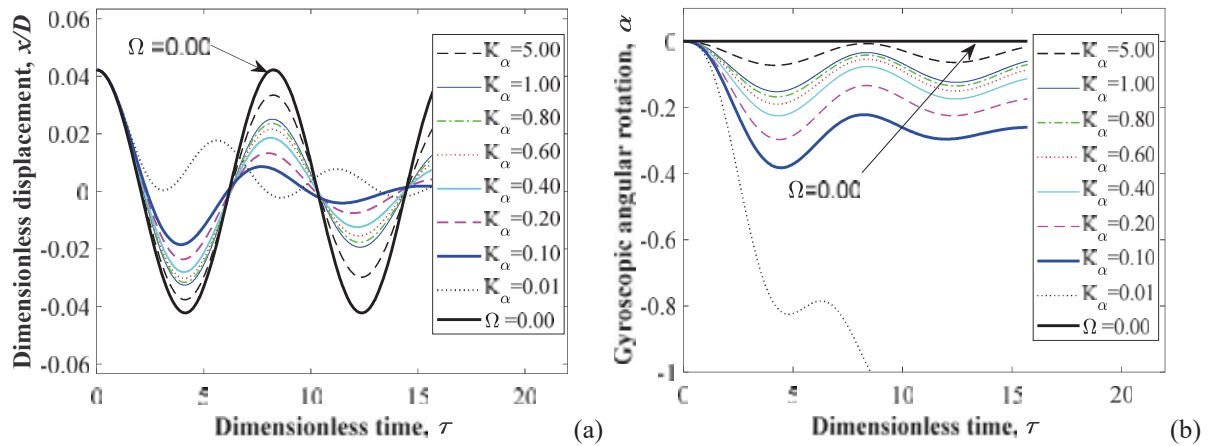 0.06
0.04
0.02
0
-0.02
-0.04
-0.06
Dimensionless displacement, x/D
Ω =0.00
K_α=5.00
K_α=1.00
K_α=0.80
K_α=0.60
K_α=0.40
K_α=0.20
K_α=0.10
K_α=0.01
Ω =0.00
0 5 10 15 20
Dimensionless time, τ
(a)
0
-0.2
-0.4
-0.6
-0.8
-1
Gyroscopic angular rotation, α
Ω=0.00
K_α=5.00
K_α=1.00
K_α=0.80
K_α=0.60
K_α=0.40
K_α=0.20
K_α=0.10
K_α=0.01
Ω =0.00
0 5 10 15 20
Dimensionless time, τ
(b)